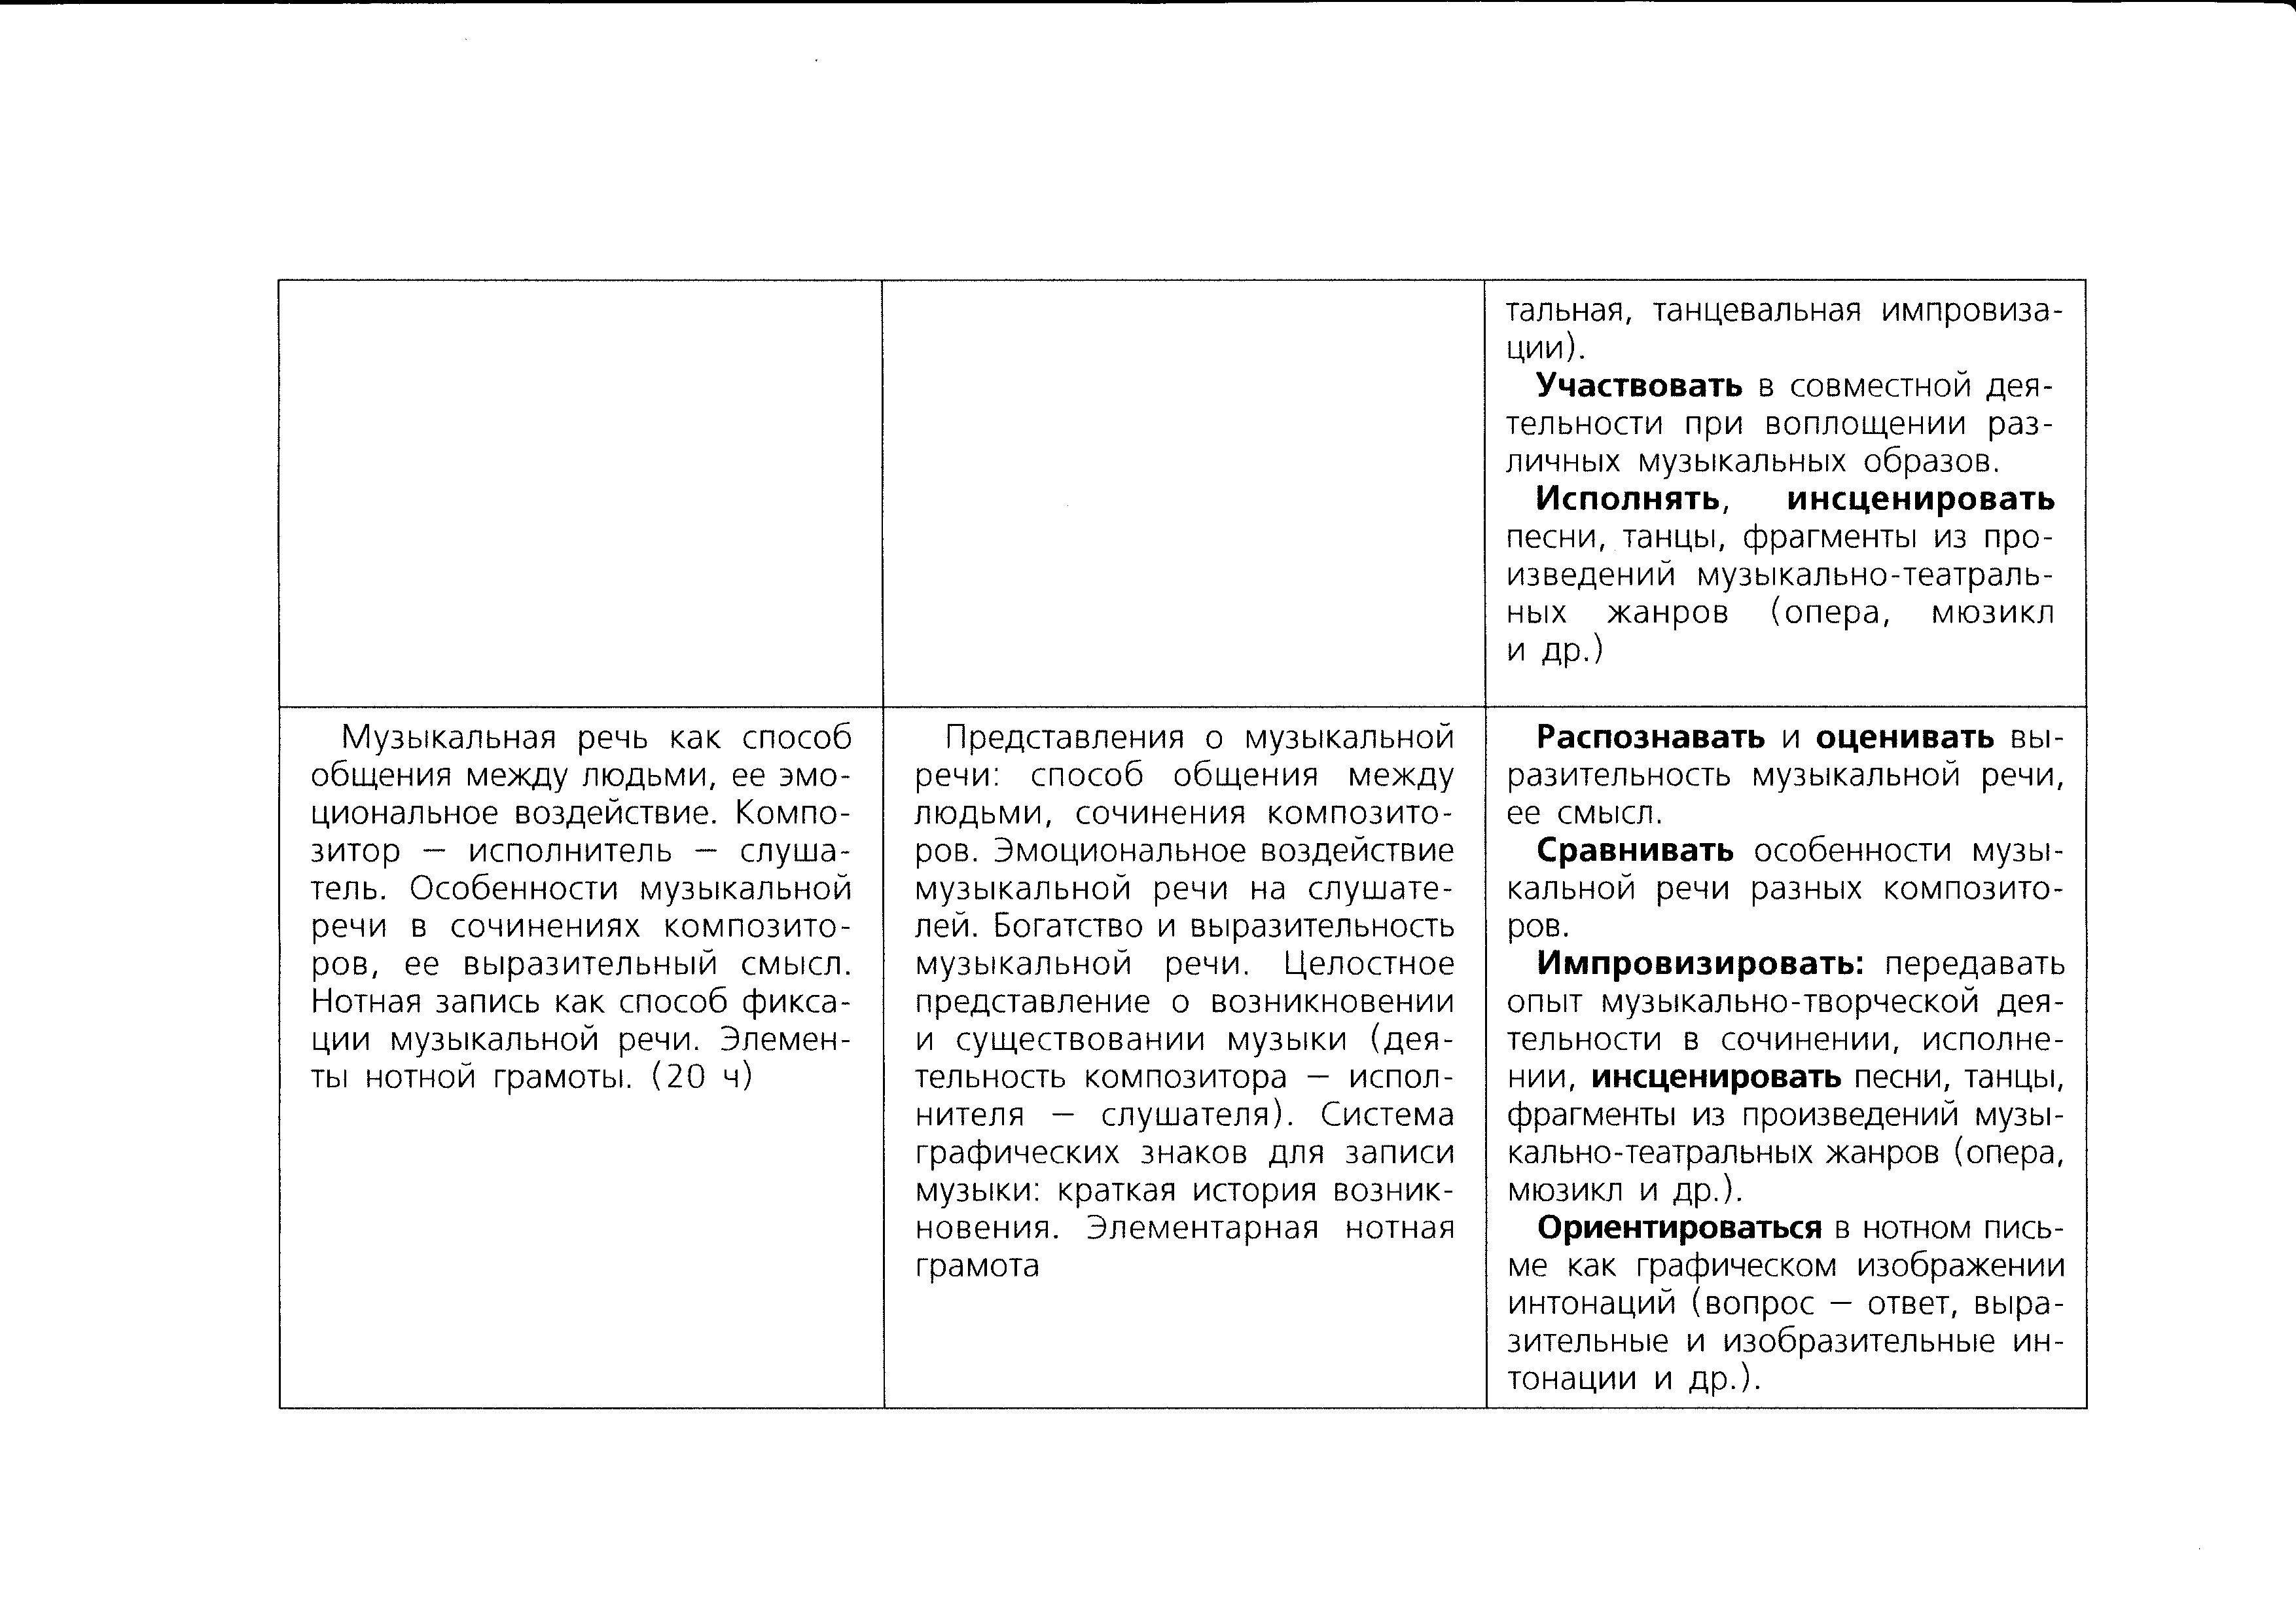 тальная, танцевальная импровиза-
ции).
Участвовать в совместной дея-
тельности при воплощении раз-
личных музыкальных образов.
Исполнять, инсценировать
песни, танцы, фрагменты из про-
изведений музыкально-театраль-
ных жанров (опера, мюзикл
и др.)
Музыкальная речь как способ
общения между людьми, ее эмо-
циональное воздействие. Компо-
зитор — исполнитель — слуша-
тель. Особенности музыкальной
речи в сочинениях композито-
ров, ее выразительный смысл.
Нотная запись как способ фикса-
ции музыкальной речи. Элемен-
ты нотной грамоты. (20 ч)
Представления о музыкальной
речи: способ общения между
людьми, сочинения композито-
ров. Эмоциональное воздействие
музыкальной речи на слушате-
лей. Богатство и выразительность
музыкальной речи. Целостное
представление о возникновении
и существовании музыки (дея-
тельность композитора — испол-
нителя — слушателя). Система
графических знаков для записи
музыки: краткая история возник-
новения. Элементарная нотная
грамота
Распознавать и оценивать вы-
разительность музыкальной речи,
ее смысл.
Сравнивать особенности музы-
кальной речи разных композито-
ров.
Импровизировать: передавать
опыт музыкально-творческой дея-
тельности в сочинении, исполне-
нии, инсценировать песни, танцы,
фрагменты из произведений музы-
кально-театральных жанров (опера,
мюзикл и др.).
Ориентироваться в нотном пись-
ме как графическом изображении
интонаций (вопрос — ответ, выра-
зительные и изобразительные ин-
тонации и др.).